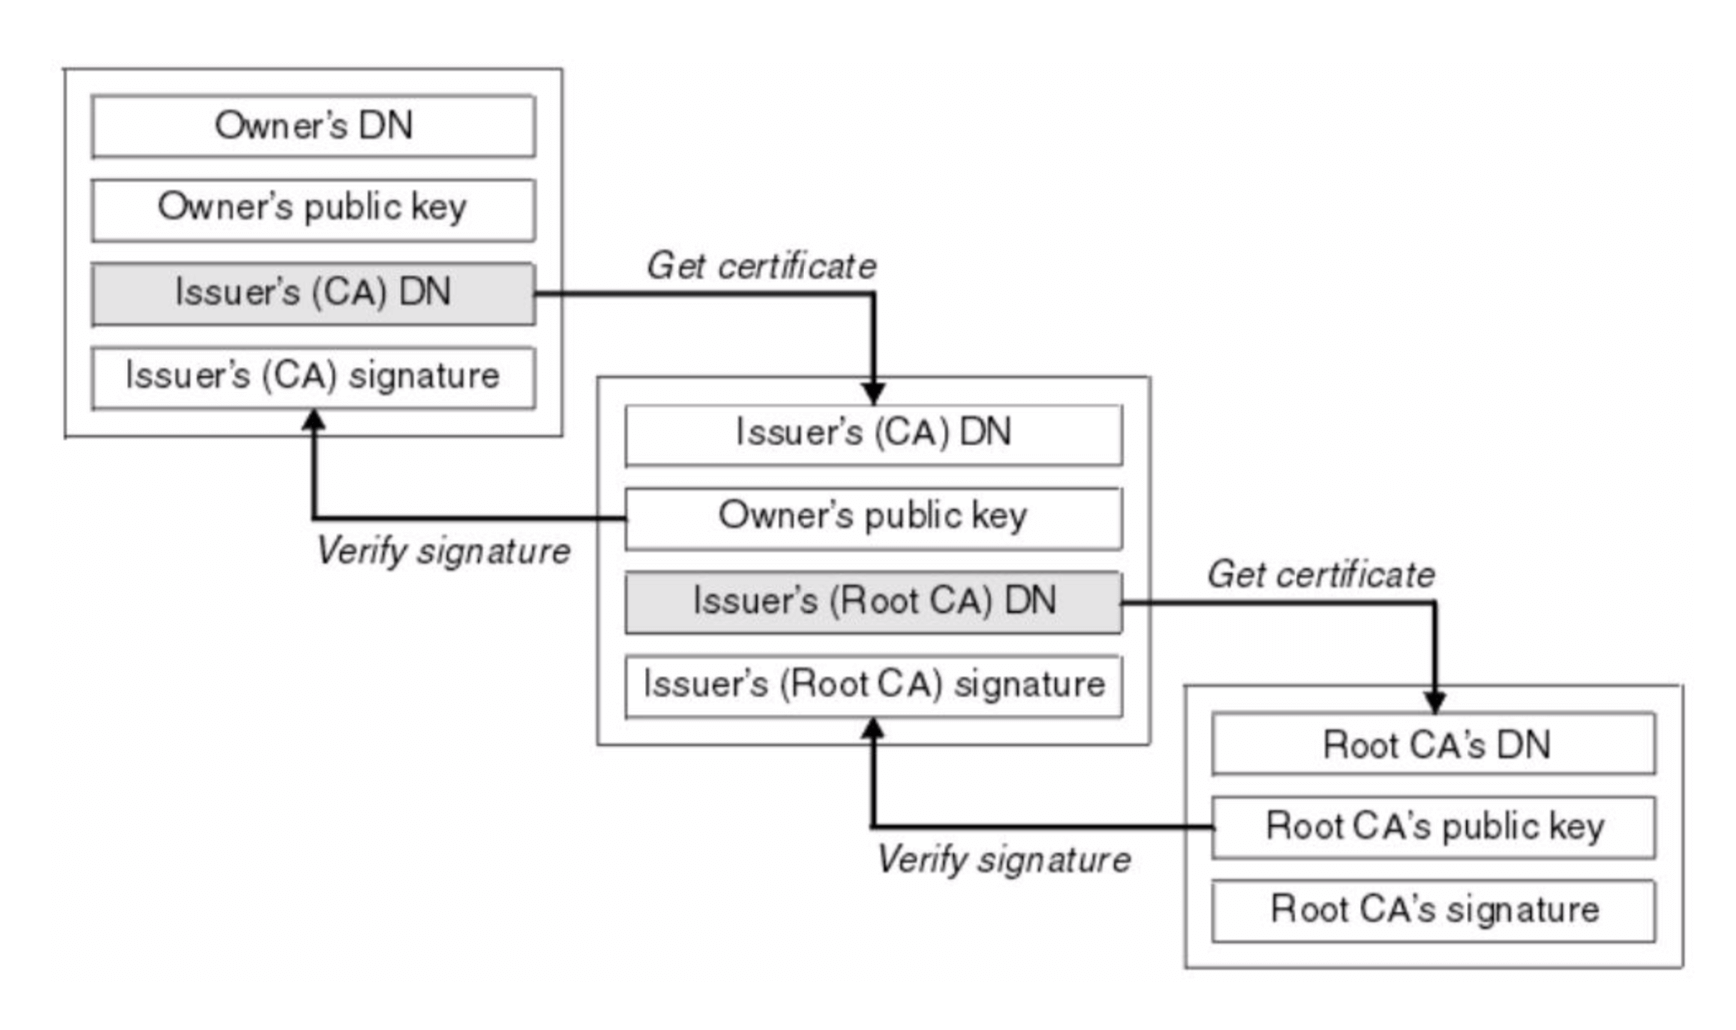 Owner's DN
Owner's public key
Issuer's (CA) DN
Issuer's (CA) signature
Get certificate
Verify signature
Issuer's (CA) DN
Owner's public key
Issuer's (Root CA) DN
Issuer's (Root CA) signature
Get certificate
Verify signature
Root CA's DN
Root CA's public key
Root CA's signature